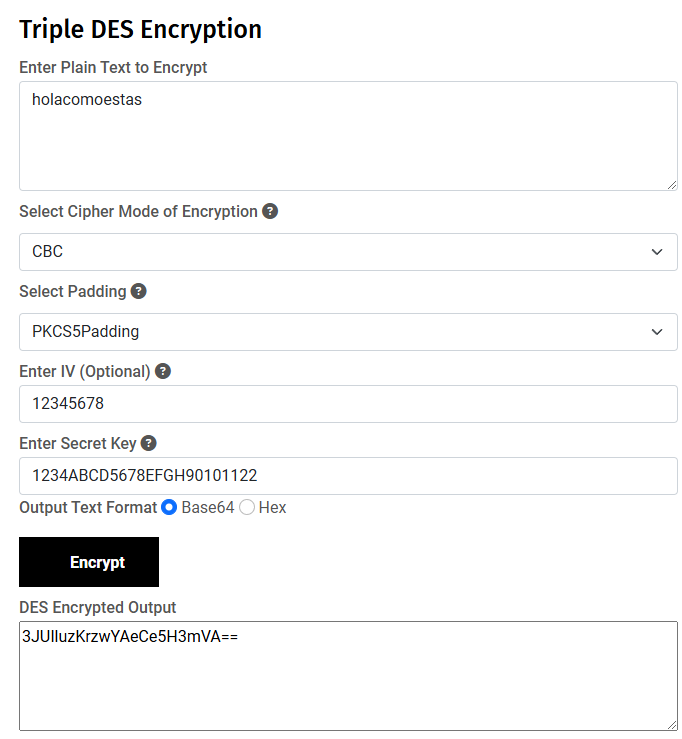 Triple DES Encryption
Enter Plain Text to Encrypt
holacomoestas
Select Cipher Mode of Encryption ?
CBC
Select Padding ?
PKCS5Padding
Enter IV (Optional) ?
12345678
Enter Secret Key ?
1234ABCD5678EFGH90101122
Output Text Format Base64 Hex
Encrypt
DES Encrypted Output
3JUIluzKrzwYAeCe5H3mVA==